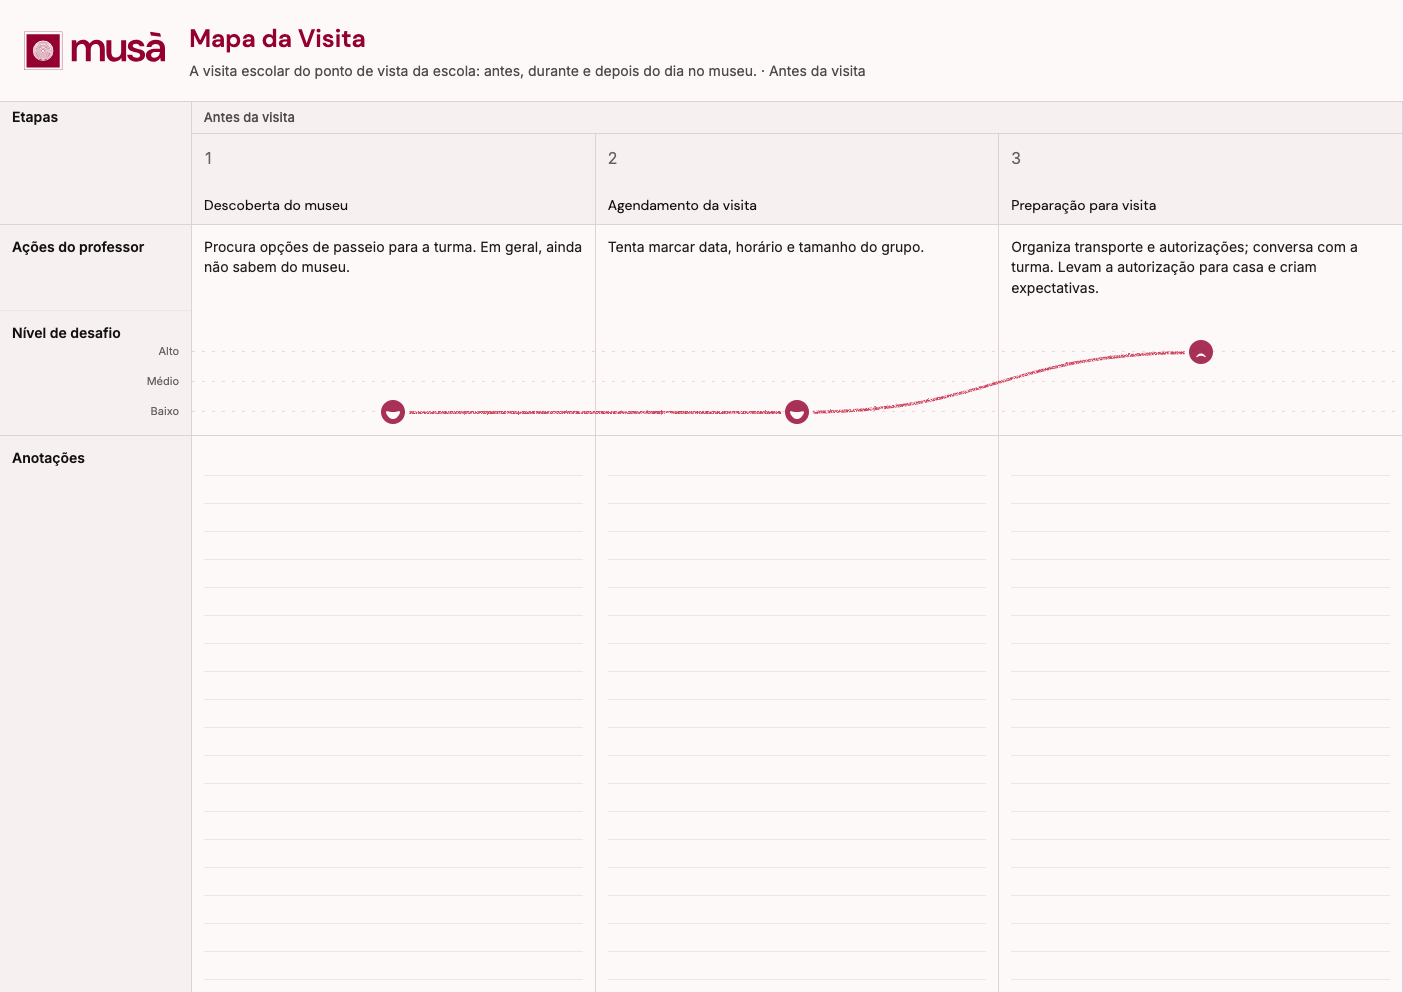 musà
Mapa da Visita
A visita escolar do ponto de vista da escola: antes, durante e depois do dia no museu. · Antes da visita
Etapas
Antes da visita
1
2
3
Descoberta do museu
Agendamento da visita
Preparação para visita
Ações do professor
Procura opções de passeio para a turma. Em geral, ainda
não sabem do museu.
Tenta marcar data, horário e tamanho do grupo.
Organiza transporte e autorizações; conversa com a
turma. Levam a autorização para casa e criam
expectativas.
Nível de desafio
Alto
Médio
Baixo
Anotações